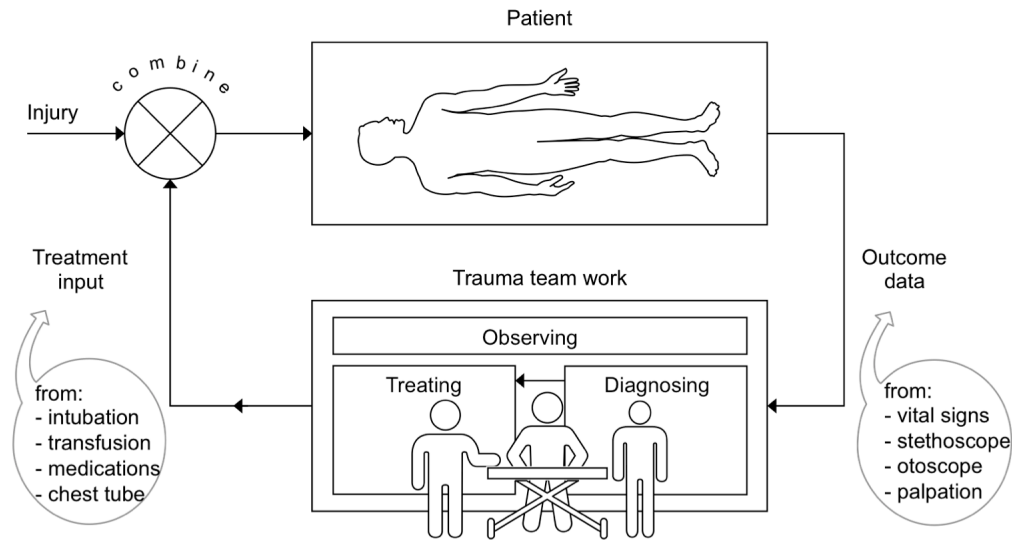 Patient
combine
Injury
Treatment
input
Trauma team work
Outcome
data
Observing
Treating
Diagnosing
from:
- intubation
- transfusion
- medications
- chest tube
from:
- vital signs
- stethoscope
- otoscope
- palpation